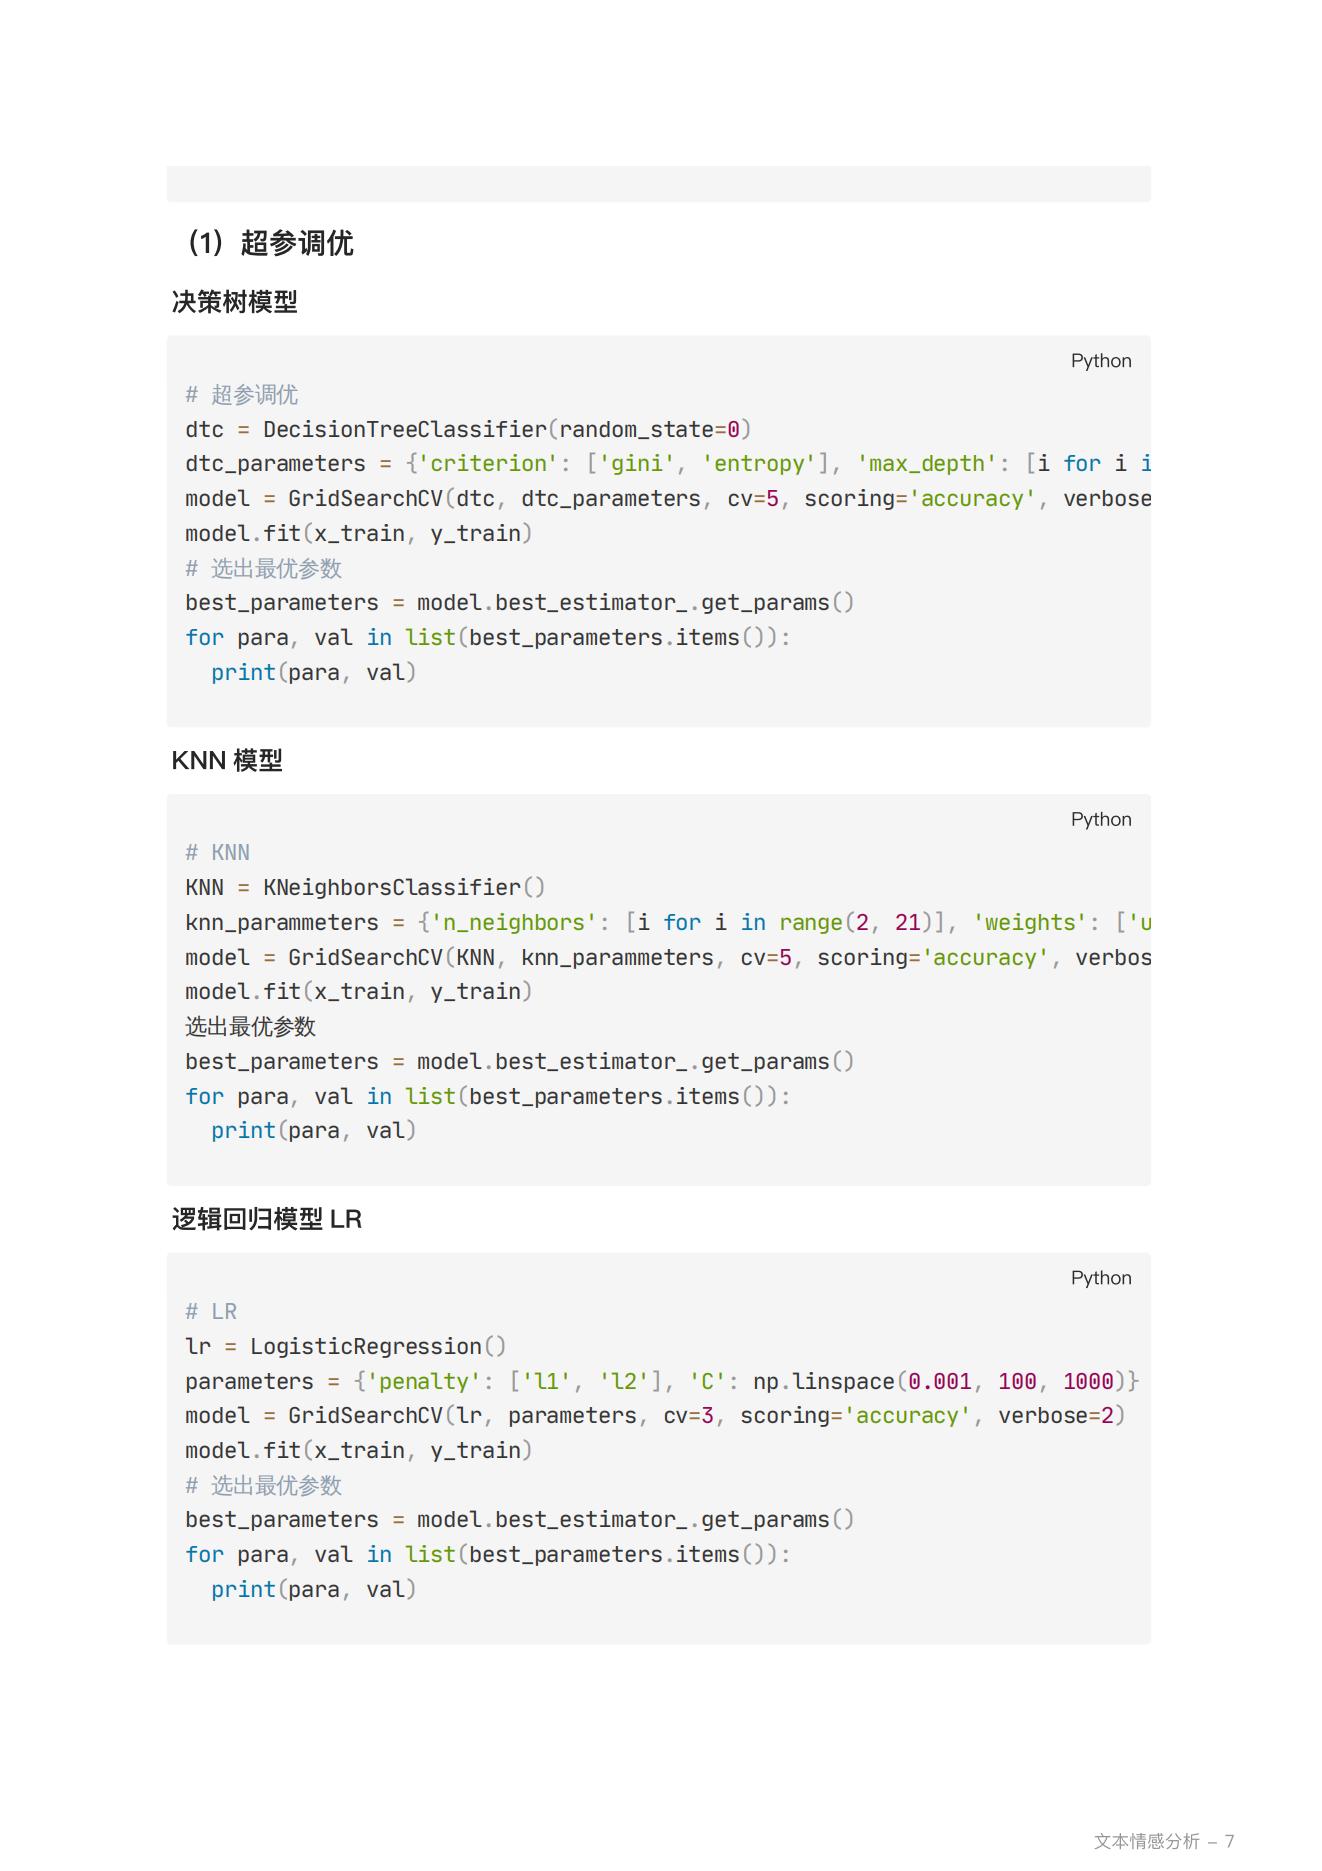 （1）超参调优
决策树模型
Python
# 超参调优
dtc = DecisionTreeClassifier(random_state=0)
dtc_parameters = {'criterion': ['gini', 'entropy'], 'max_depth': [i for i i
model = GridSearchCV(dtc, dtc_parameters, cv=5, scoring='accuracy', verbose
model.fit(x_train, y_train)
# 选出最优参数
best_parameters = model.best_estimator_.get_params()
for para, val in list(best_parameters.items()):
  print(para, val)
KNN 模型
Python
# KNN
KNN = KNeighborsClassifier()
knn_parammeters = {'n_neighbors': [i for i in range(2, 21)], 'weights': ['u
model = GridSearchCV(KNN, knn_parammeters, cv=5, scoring='accuracy', verbos
model.fit(x_train, y_train)
选出最优参数
best_parameters = model.best_estimator_.get_params()
for para, val in list(best_parameters.items()):
  print(para, val)
逻辑回归模型 LR
Python
# LR
lr = LogisticRegression()
parameters = {'penalty': ['l1', 'l2'], 'C': np.linspace(0.001, 100, 1000)}
model = GridSearchCV(lr, parameters, cv=3, scoring='accuracy', verbose=2)
model.fit(x_train, y_train)
# 选出最优参数
best_parameters = model.best_estimator_.get_params()
for para, val in list(best_parameters.items()):
  print(para, val)
文本情感分析 – 7